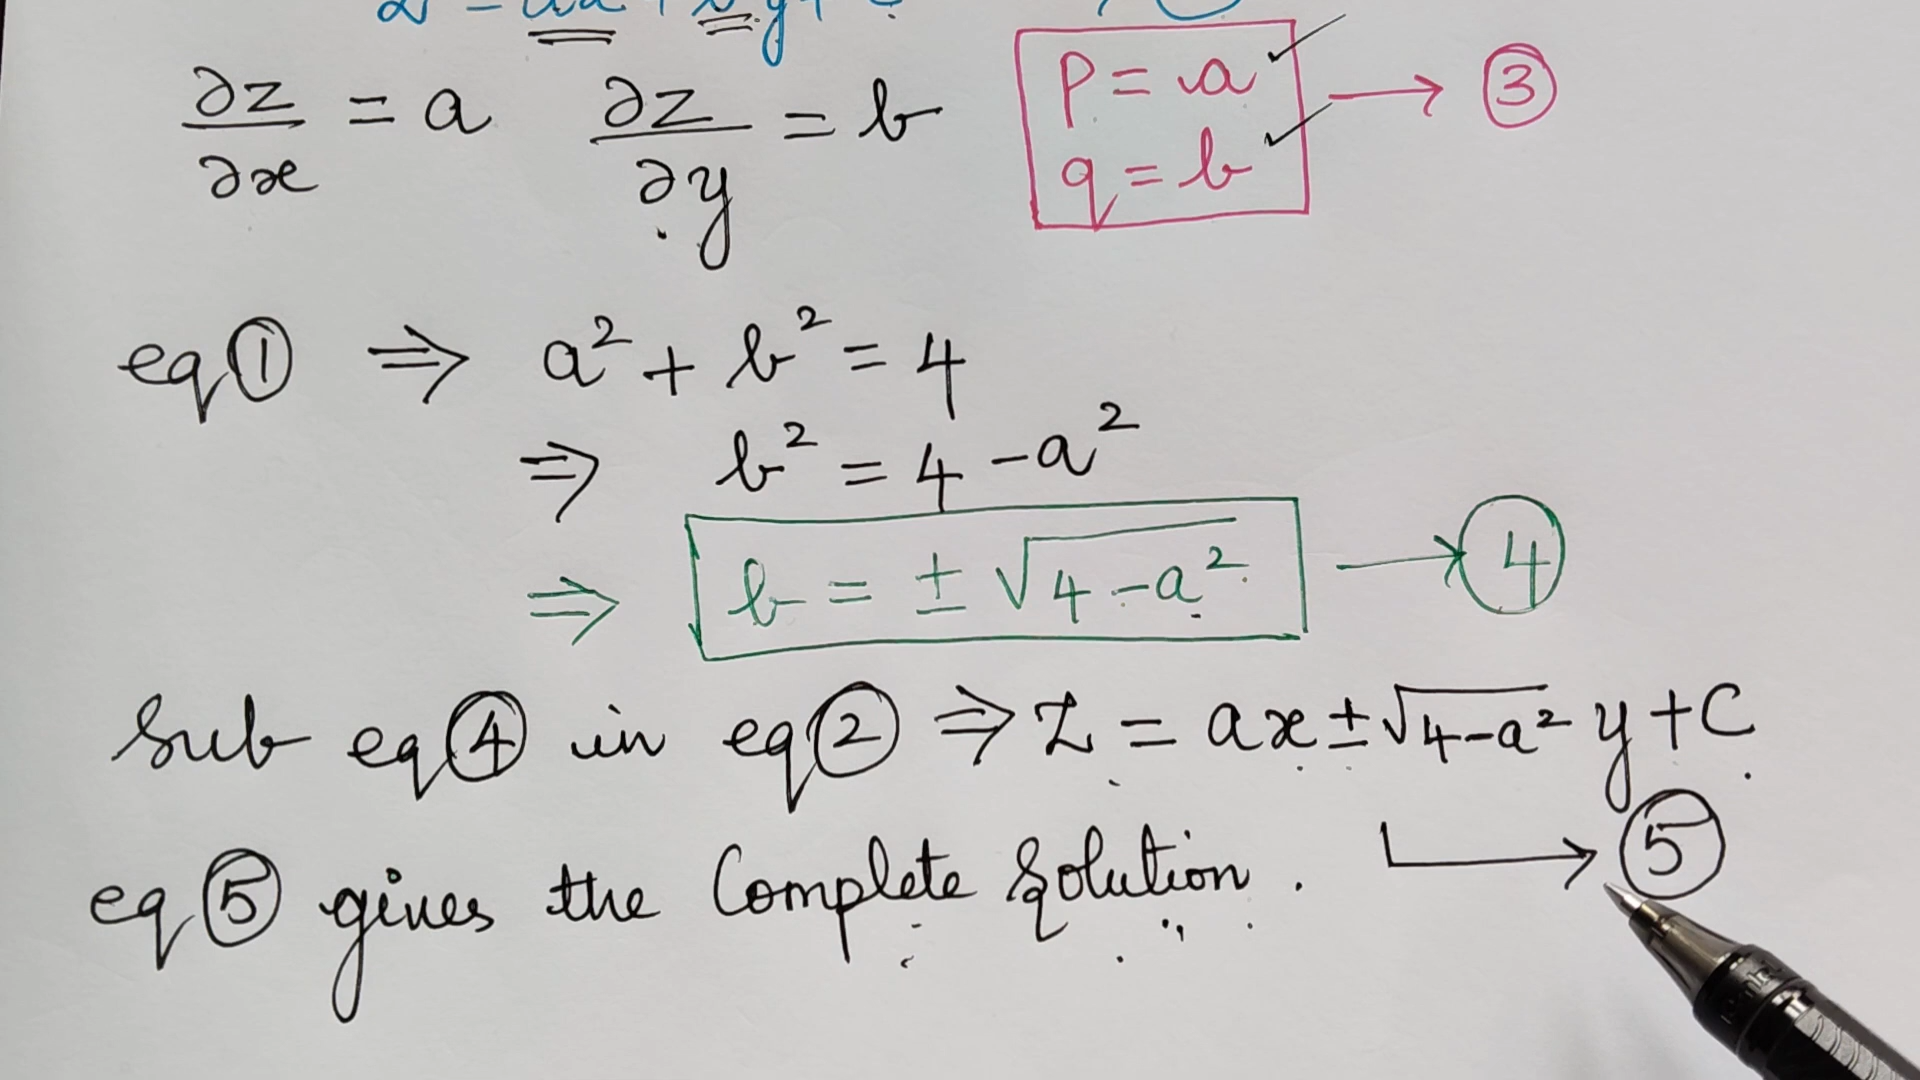 ∂z/∂x = a   ∂z/∂y = b
p = a ✓
q = b ✓ → ③
eq ① ⇒ a² + b² = 4
⇒ b² = 4 - a²
⇒ b = ± √(4 - a²) → ④
Sub eq ④ in eq ② ⇒ Z = ax ± √(4-a²) y + C
→ ⑤
eq ⑤ gives the Complete Solution.